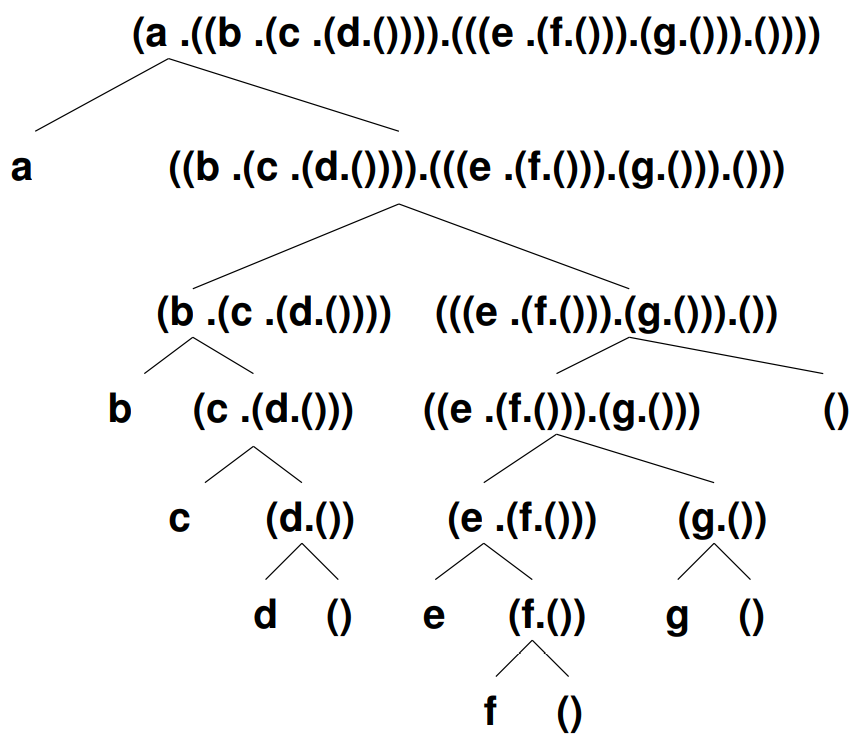 (a .((b .(c .(d.()))).(((e .(f.())).(g.())).())))
a ((b .(c .(d.()))).(((e .(f.())).(g.())).()))
(b .(c .(d.()))) (((e .(f.())).(g.())).())
b (c .(d.())) ((e .(f.())).(g.())) ()
c (d.()) (e .(f.())) (g.())
d () e (f.()) g ()
f ()